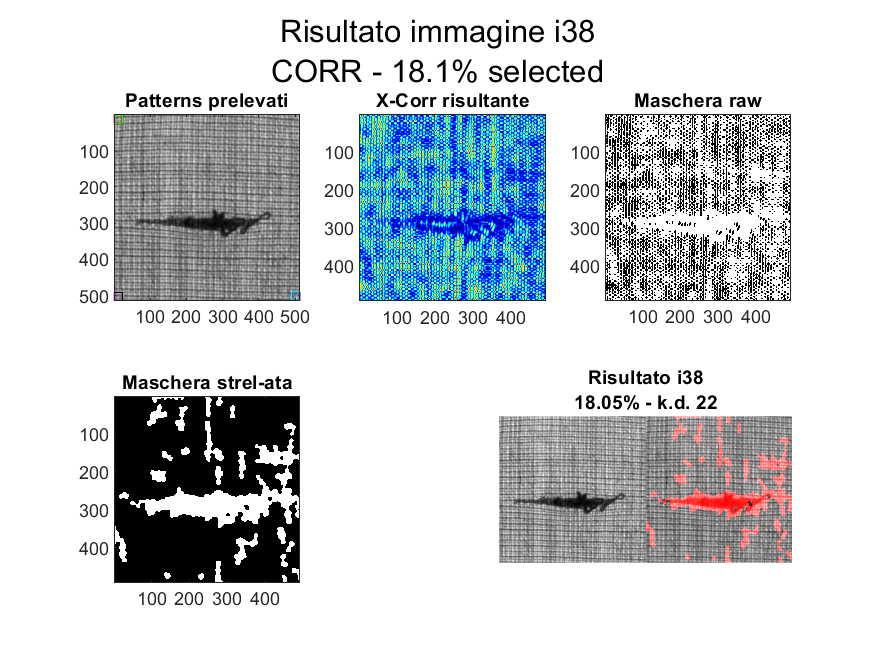 Risultato immagine i38
CORR - 18.1% selected
Patterns prelevati
X-Corr risultante
Maschera raw
100
200
300
400
500
100 200 300 400 500
100
200
300
400
100 200 300 400
100
200
300
400
100 200 300 400
Maschera strel-ata
100
200
300
400
100 200 300 400
Risultato i38
18.05% - k.d. 22